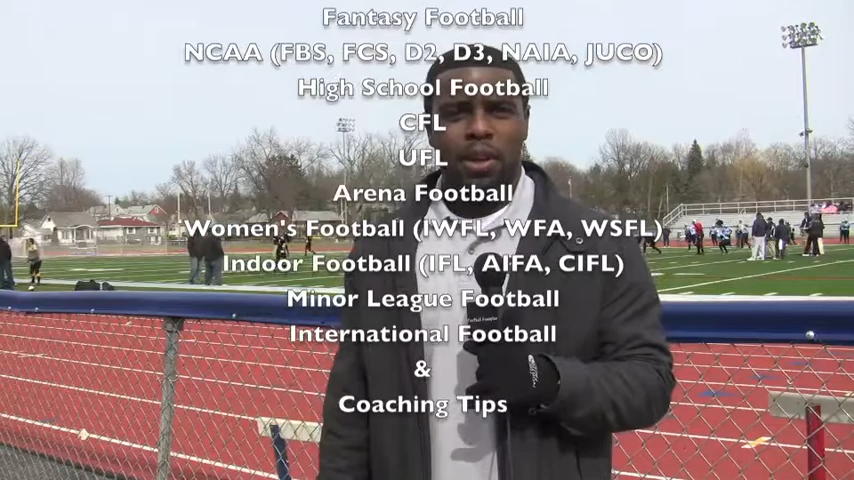 Fantasy Football
NCAA (FBS, FCS, D2, D3, NAIA, JUCO)
High School Football
CFL
UFL
Arena Football
Women's Football (IWFL, WFA, WSFL)
Indoor Football (IFL, AIFA, CIFL)
Minor League Football
International Football
&
Coaching Tips